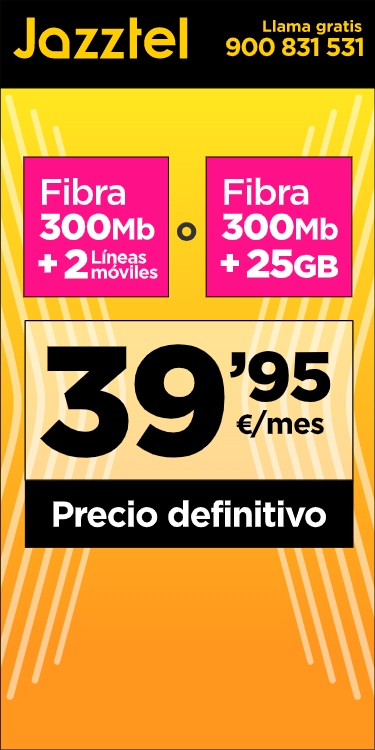 Jazztel
Llama gratis
900 831 531
Fibra
300Mb
+ 2 Líneas móviles
o
Fibra
300Mb
+ 25GB
39'95
€/mes
Precio definitivo